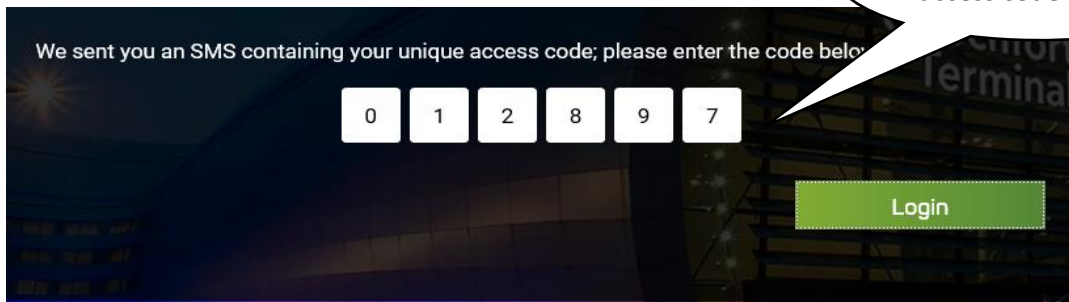 We sent you an SMS containing your unique access code; please enter the code
0 1 2 8 9 7
Terminal
Login